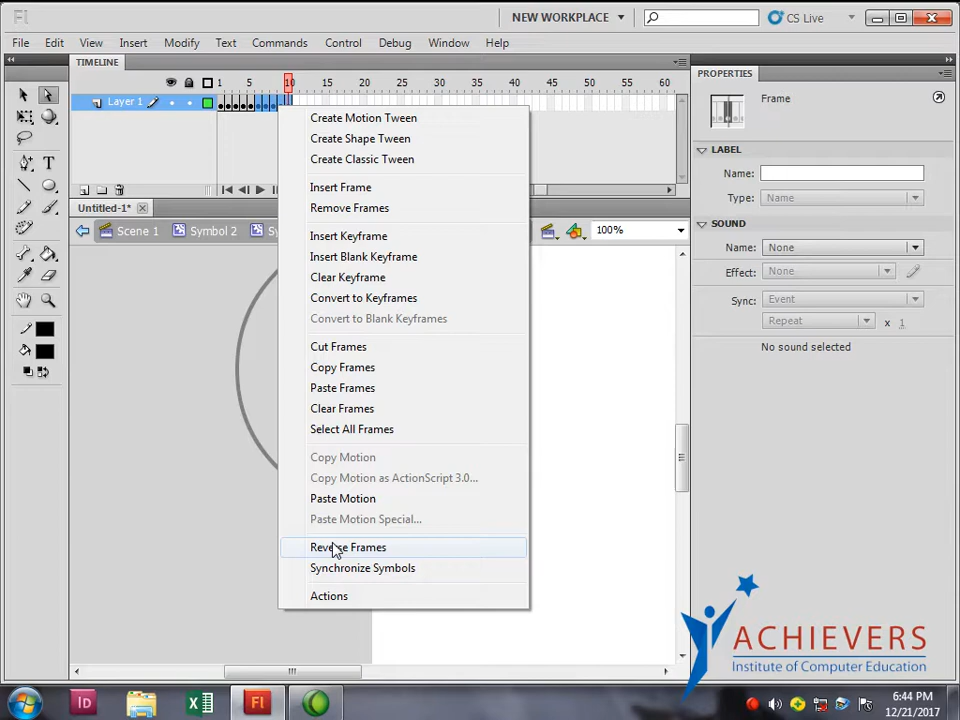 Fl
NEW WORKPLACE
CS Live
File Edit View Insert Modify Text Commands Control Debug Window Help
TIMELINE
1 5 10 15 20 25 30 35 40 45 50 55 60
Layer 1
Untitled-1*
Scene 1 Symbol 2 Sy
100%
Create Motion Tween
Create Shape Tween
Create Classic Tween
Insert Frame
Remove Frames
Insert Keyframe
Insert Blank Keyframe
Clear Keyframe
Convert to Keyframes
Convert to Blank Keyframes
Cut Frames
Copy Frames
Paste Frames
Clear Frames
Select All Frames
Copy Motion
Copy Motion as ActionScript 3.0...
Paste Motion
Paste Motion Special...
Reverse Frames
Synchronize Symbols
Actions
PROPERTIES
Frame
LABEL
Name:
Type: Name
SOUND
Name: None
Effect: None
Sync: Event
Repeat x 1
No sound selected
ACHIEVERS
Institute of Computer Education
Id
Fl
6:44 PM
12/21/2017